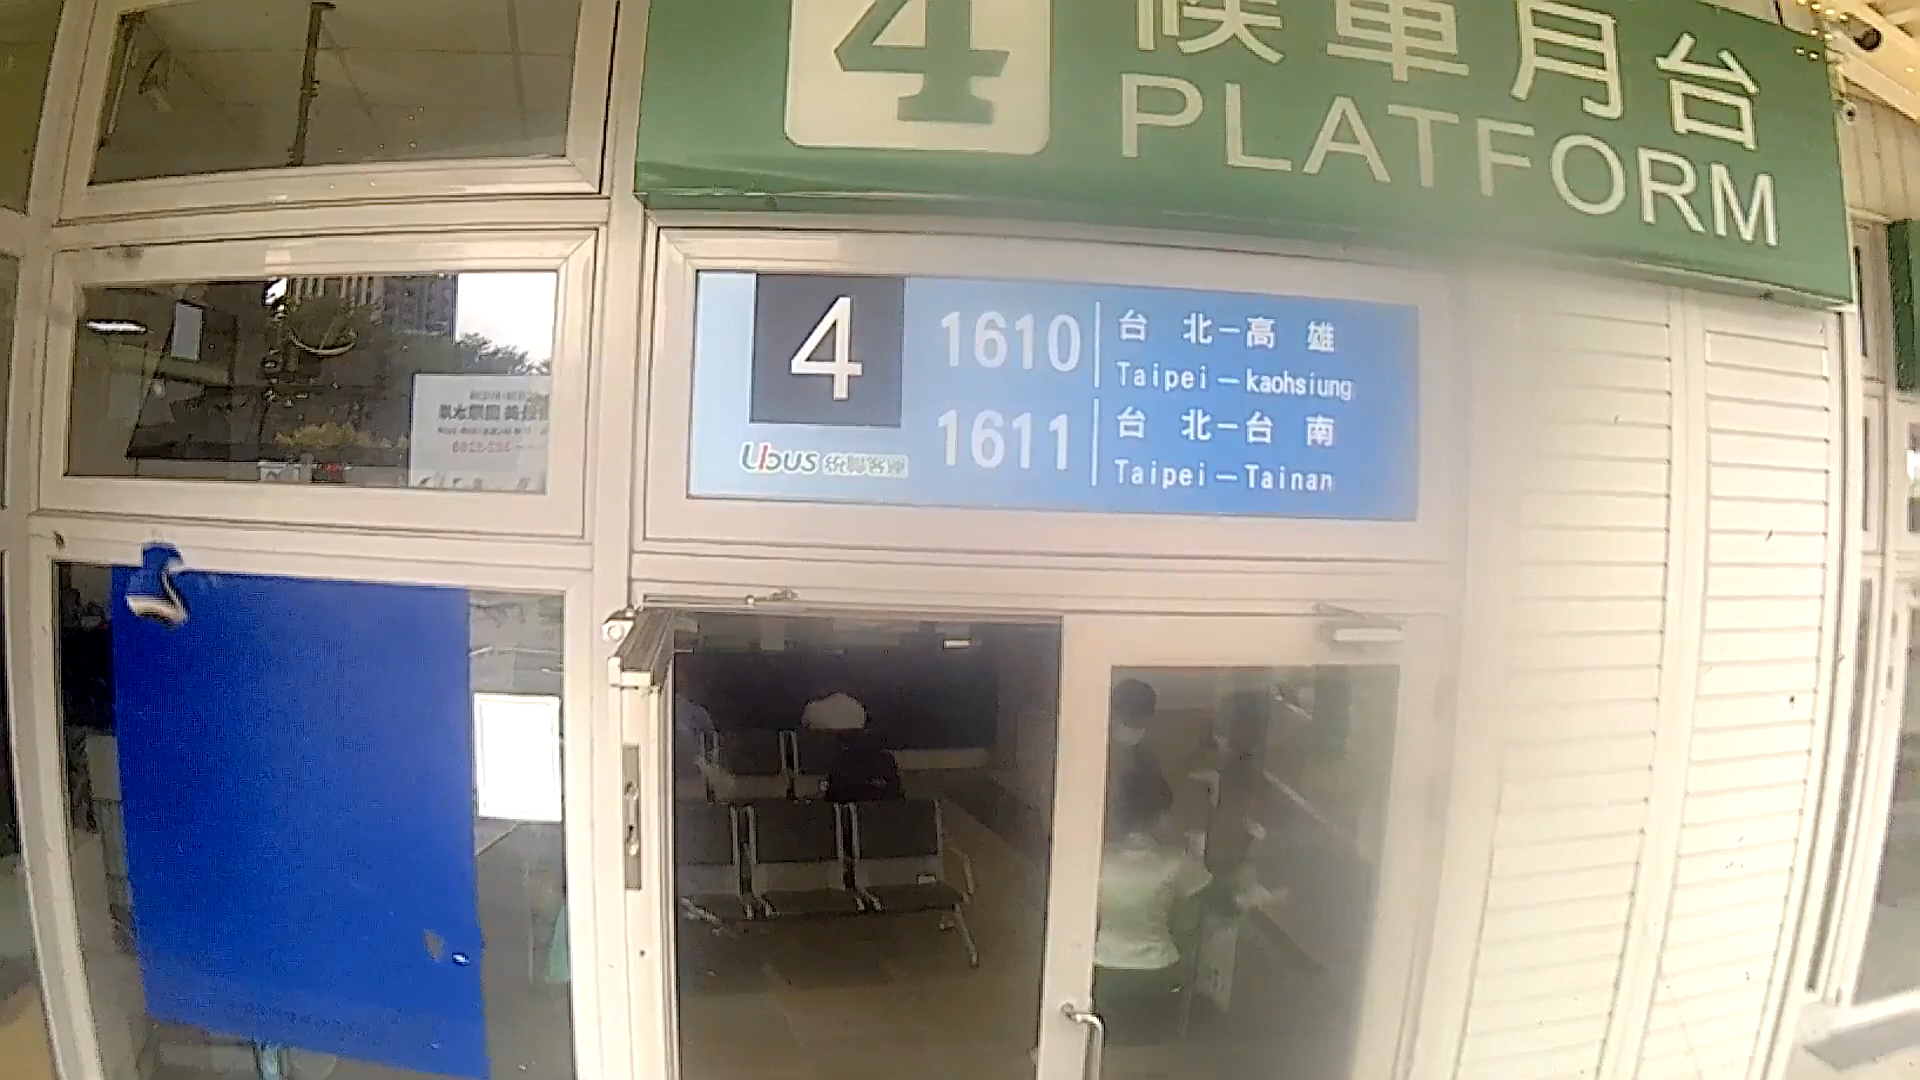 4 候車月台
PLATFORM
4
1610 台北－高雄
Taipei－kaohsiung
1611 台北－台南
Taipei－Tainan
Ubus 統聯客運